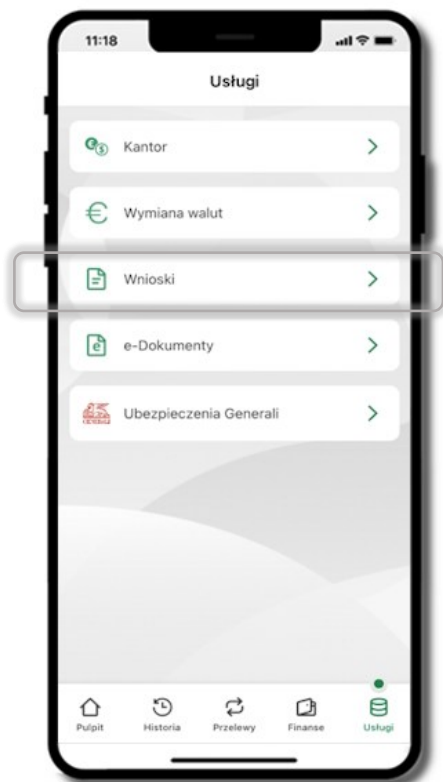 11:18
Usługi
Kantor
Wymiana walut
Wnioski
e-Dokumenty
Ubezpieczenia Generali
Pulpit
Historia
Przelewy
Finanse
Usługi